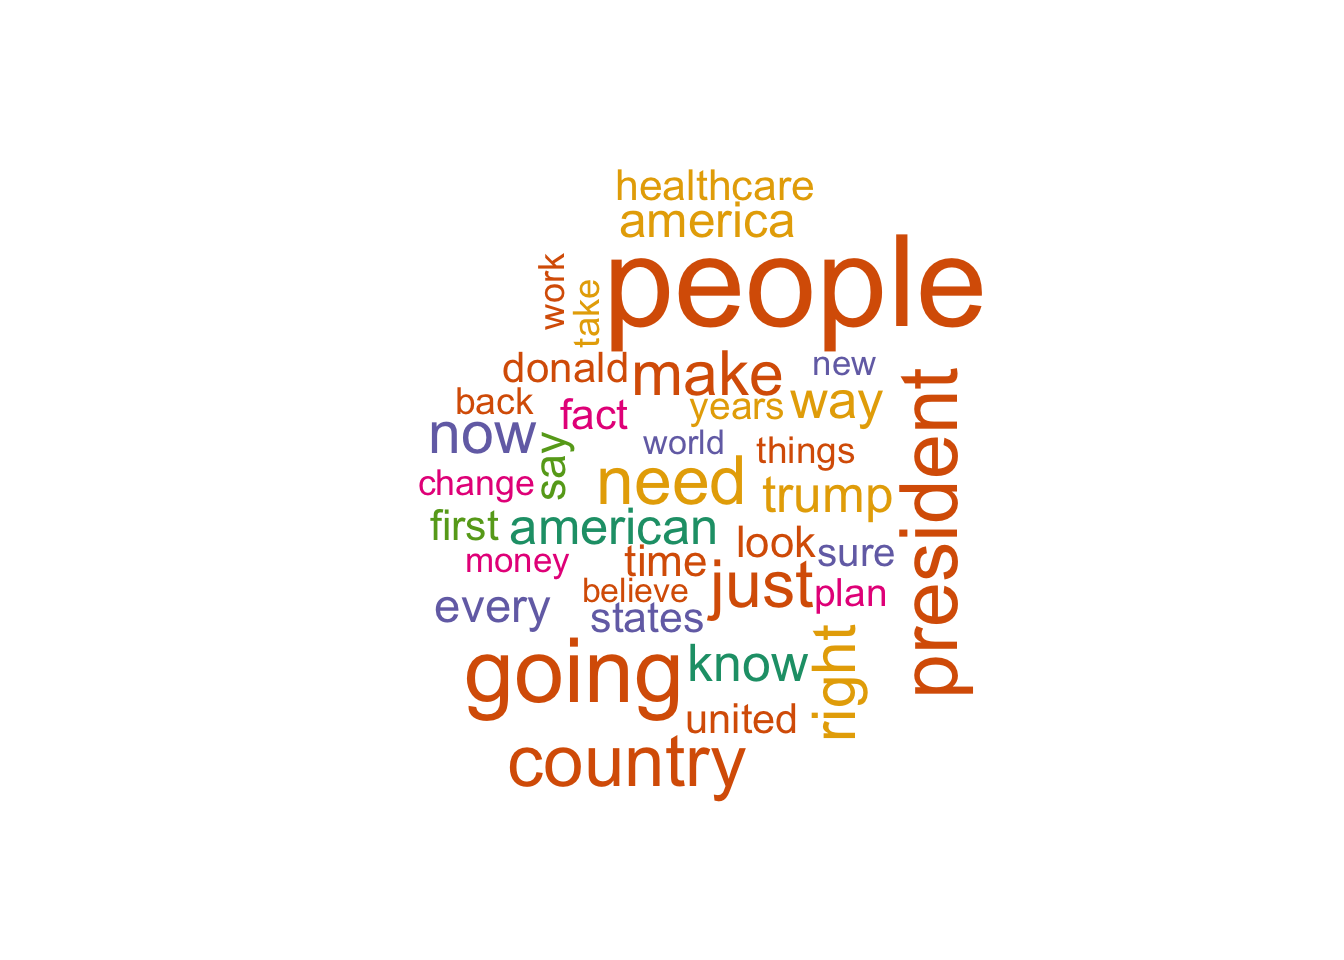 healthcare
america
people
work
take
donald
make
new
back
fact
years
way
now
say
world
things
president
change
need
trump
first
american
look
sure
money
time
believe
just
plan
every
states
going
know
right
united
country